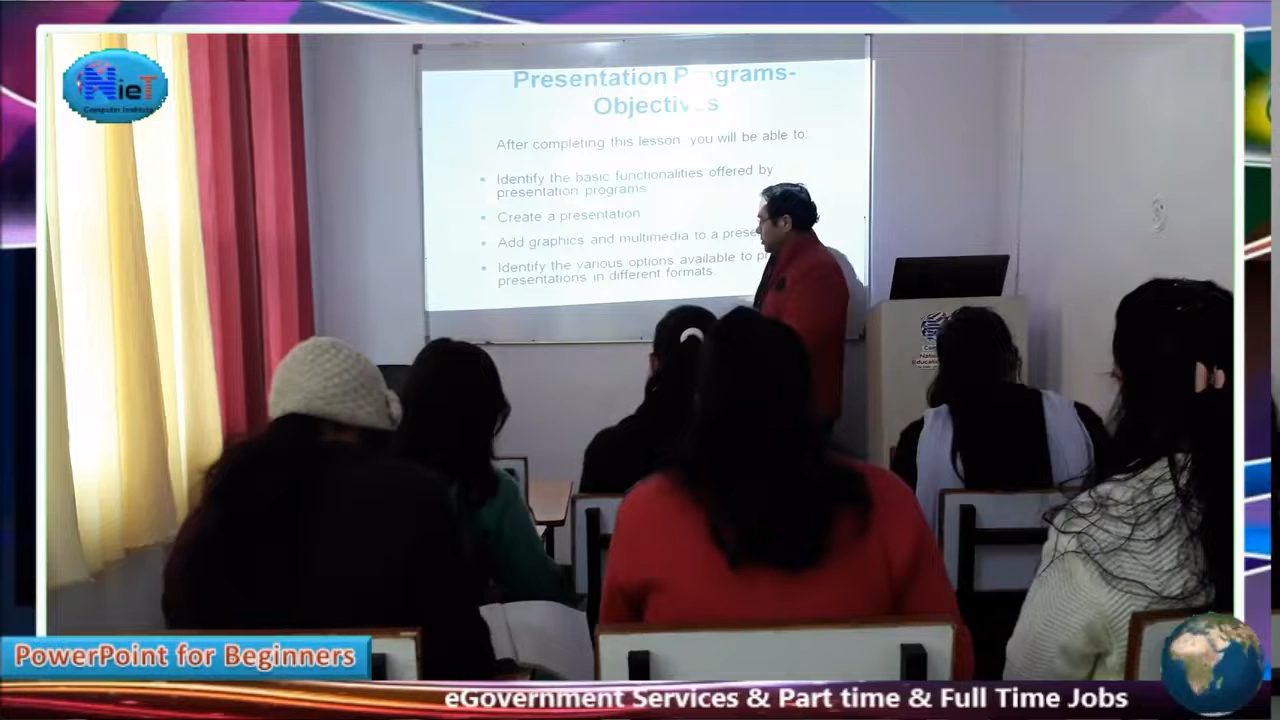 NieT
Computer Institute
Presentation Programs-
Objectives
After completing this lesson you will be able to:
• Identify the basic functionalities offered by
presentation programs
• Create a presentation
• Add graphics and multimedia to a
• Identify the various options available to
presentations in different formats.
PowerPoint for Beginners
eGovernment Services & Part time & Full Time Jobs